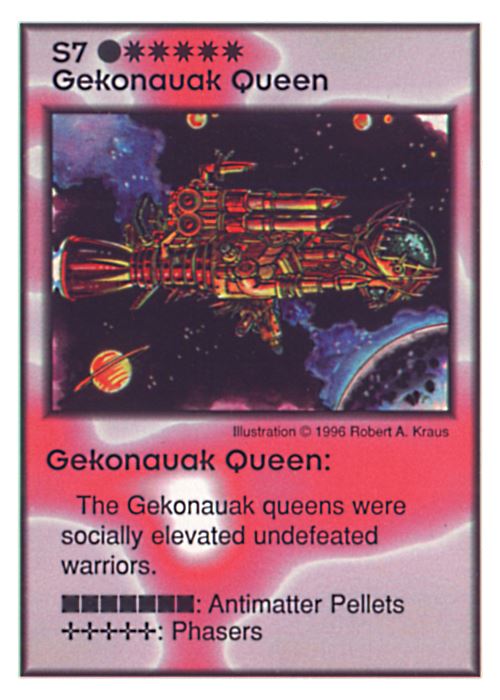 S7
Gekonauak Queen
Illustration © 1996 Robert A. Kraus
Gekonauak Queen:
The Gekonauak queens were
socially elevated undefeated
warriors.
: Antimatter Pellets
: Phasers